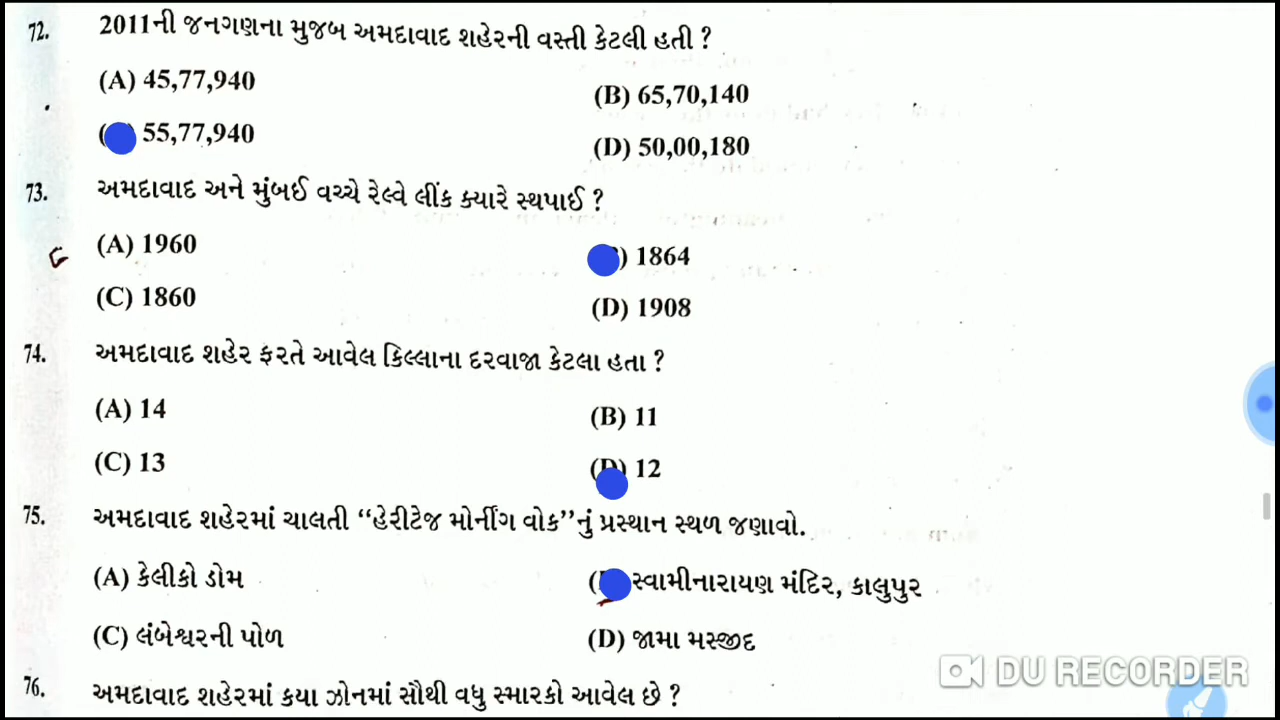 72. 2011ની જનગણના મુજબ અમદાવાદ શહેરની વસ્તી કેટલી હતી ?
(A) 45,77,940 (B) 65,70,140
55,77,940 (D) 50,00,180
73. અમદાવાદ અને મુંબઈ વચ્ચે રેલ્વે લીંક ક્યારે સ્થપાઈ ?
(A) 1960 ) 1864
(C) 1860 (D) 1908
74. અમદાવાદ શહેર ફરતે આવેલ કિલ્લાના દરવાજા કેટલા હતા ?
(A) 14 (B) 11
(C) 13 (D) 12
75. અમદાવાદ શહેરમાં ચાલતી “હેરીટેજ મોર્નીંગ વોક”નું પ્રસ્થાન સ્થળ જણાવો.
(A) કેલીકો ડોમ ( સ્વામીનારાયણ મંદિર, કાલુપુર
(C) લંબેશ્વરની પોળ (D) જામા મસ્જીદ
76. અમદાવાદ શહેરમાં કયા ઝોનમાં સૌથી વધુ સ્મારકો આવેલ છે ?
DU RECORDER